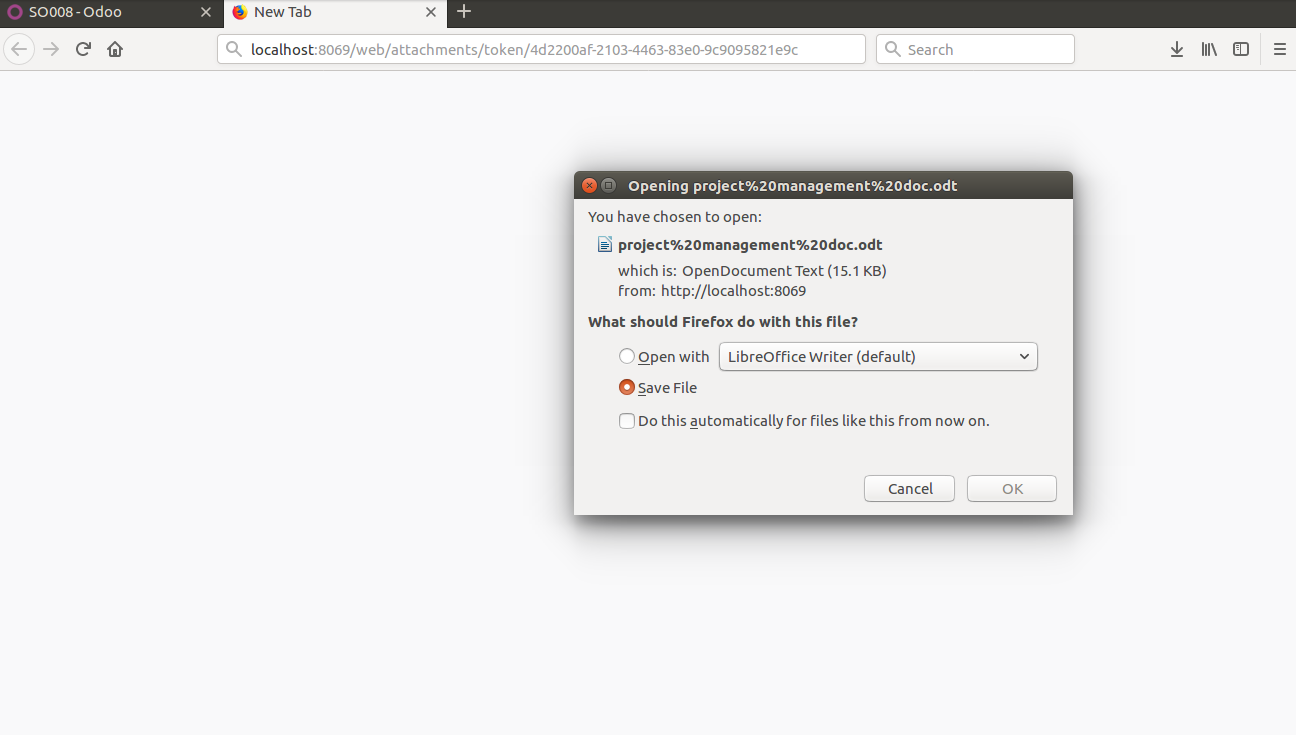 SO008 - Odoo
New Tab
localhost:8069/web/attachments/token/4d2200af-2103-4463-83e0-9c9095821e9c
Search
Opening project%20management%20doc.odt
You have chosen to open:
project%20management%20doc.odt
which is: OpenDocument Text (15.1 KB)
from: http://localhost:8069
What should Firefox do with this file?
Open with LibreOffice Writer (default)
Save File
Do this automatically for files like this from now on.
Cancel OK